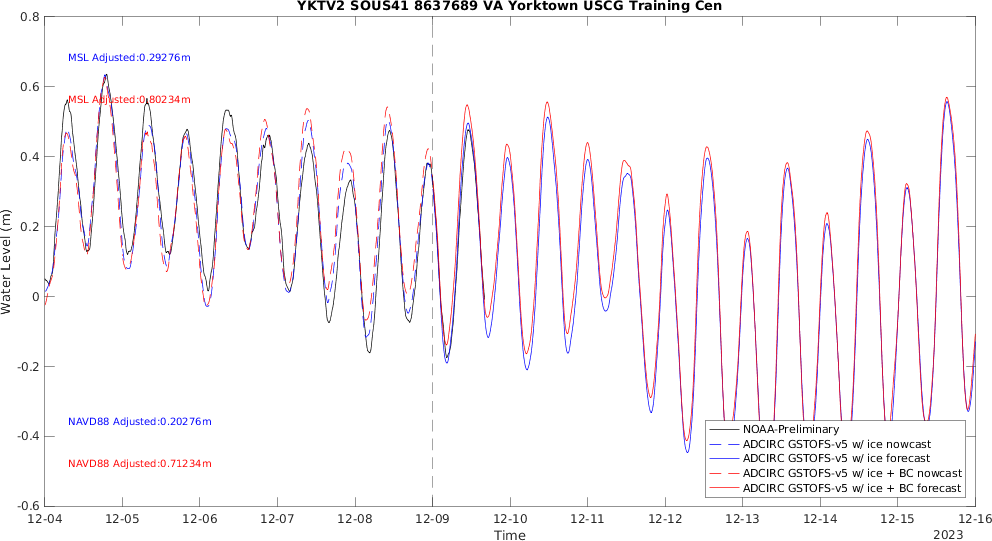 YKTV2 SOUS41 8637689 VA Yorktown USCG Training Cen
0.8
0.6
0.4
0.2
0
-0.2
-0.4
-0.6
Water Level (m)
MSL Adjusted:0.29276m
MSL Adjusted:0.80234m
NAVD88 Adjusted:0.20276m
NAVD88 Adjusted:0.71234m
NOAA-Preliminary
ADCIRC GSTOFS-v5 w/ ice nowcast
ADCIRC GSTOFS-v5 w/ ice forecast
ADCIRC GSTOFS-v5 w/ ice + BC nowcast
ADCIRC GSTOFS-v5 w/ ice + BC forecast
12-04 12-05 12-06 12-07 12-08 12-09 12-10 12-11 12-12 12-13 12-14 12-15 12-16
Time
2023